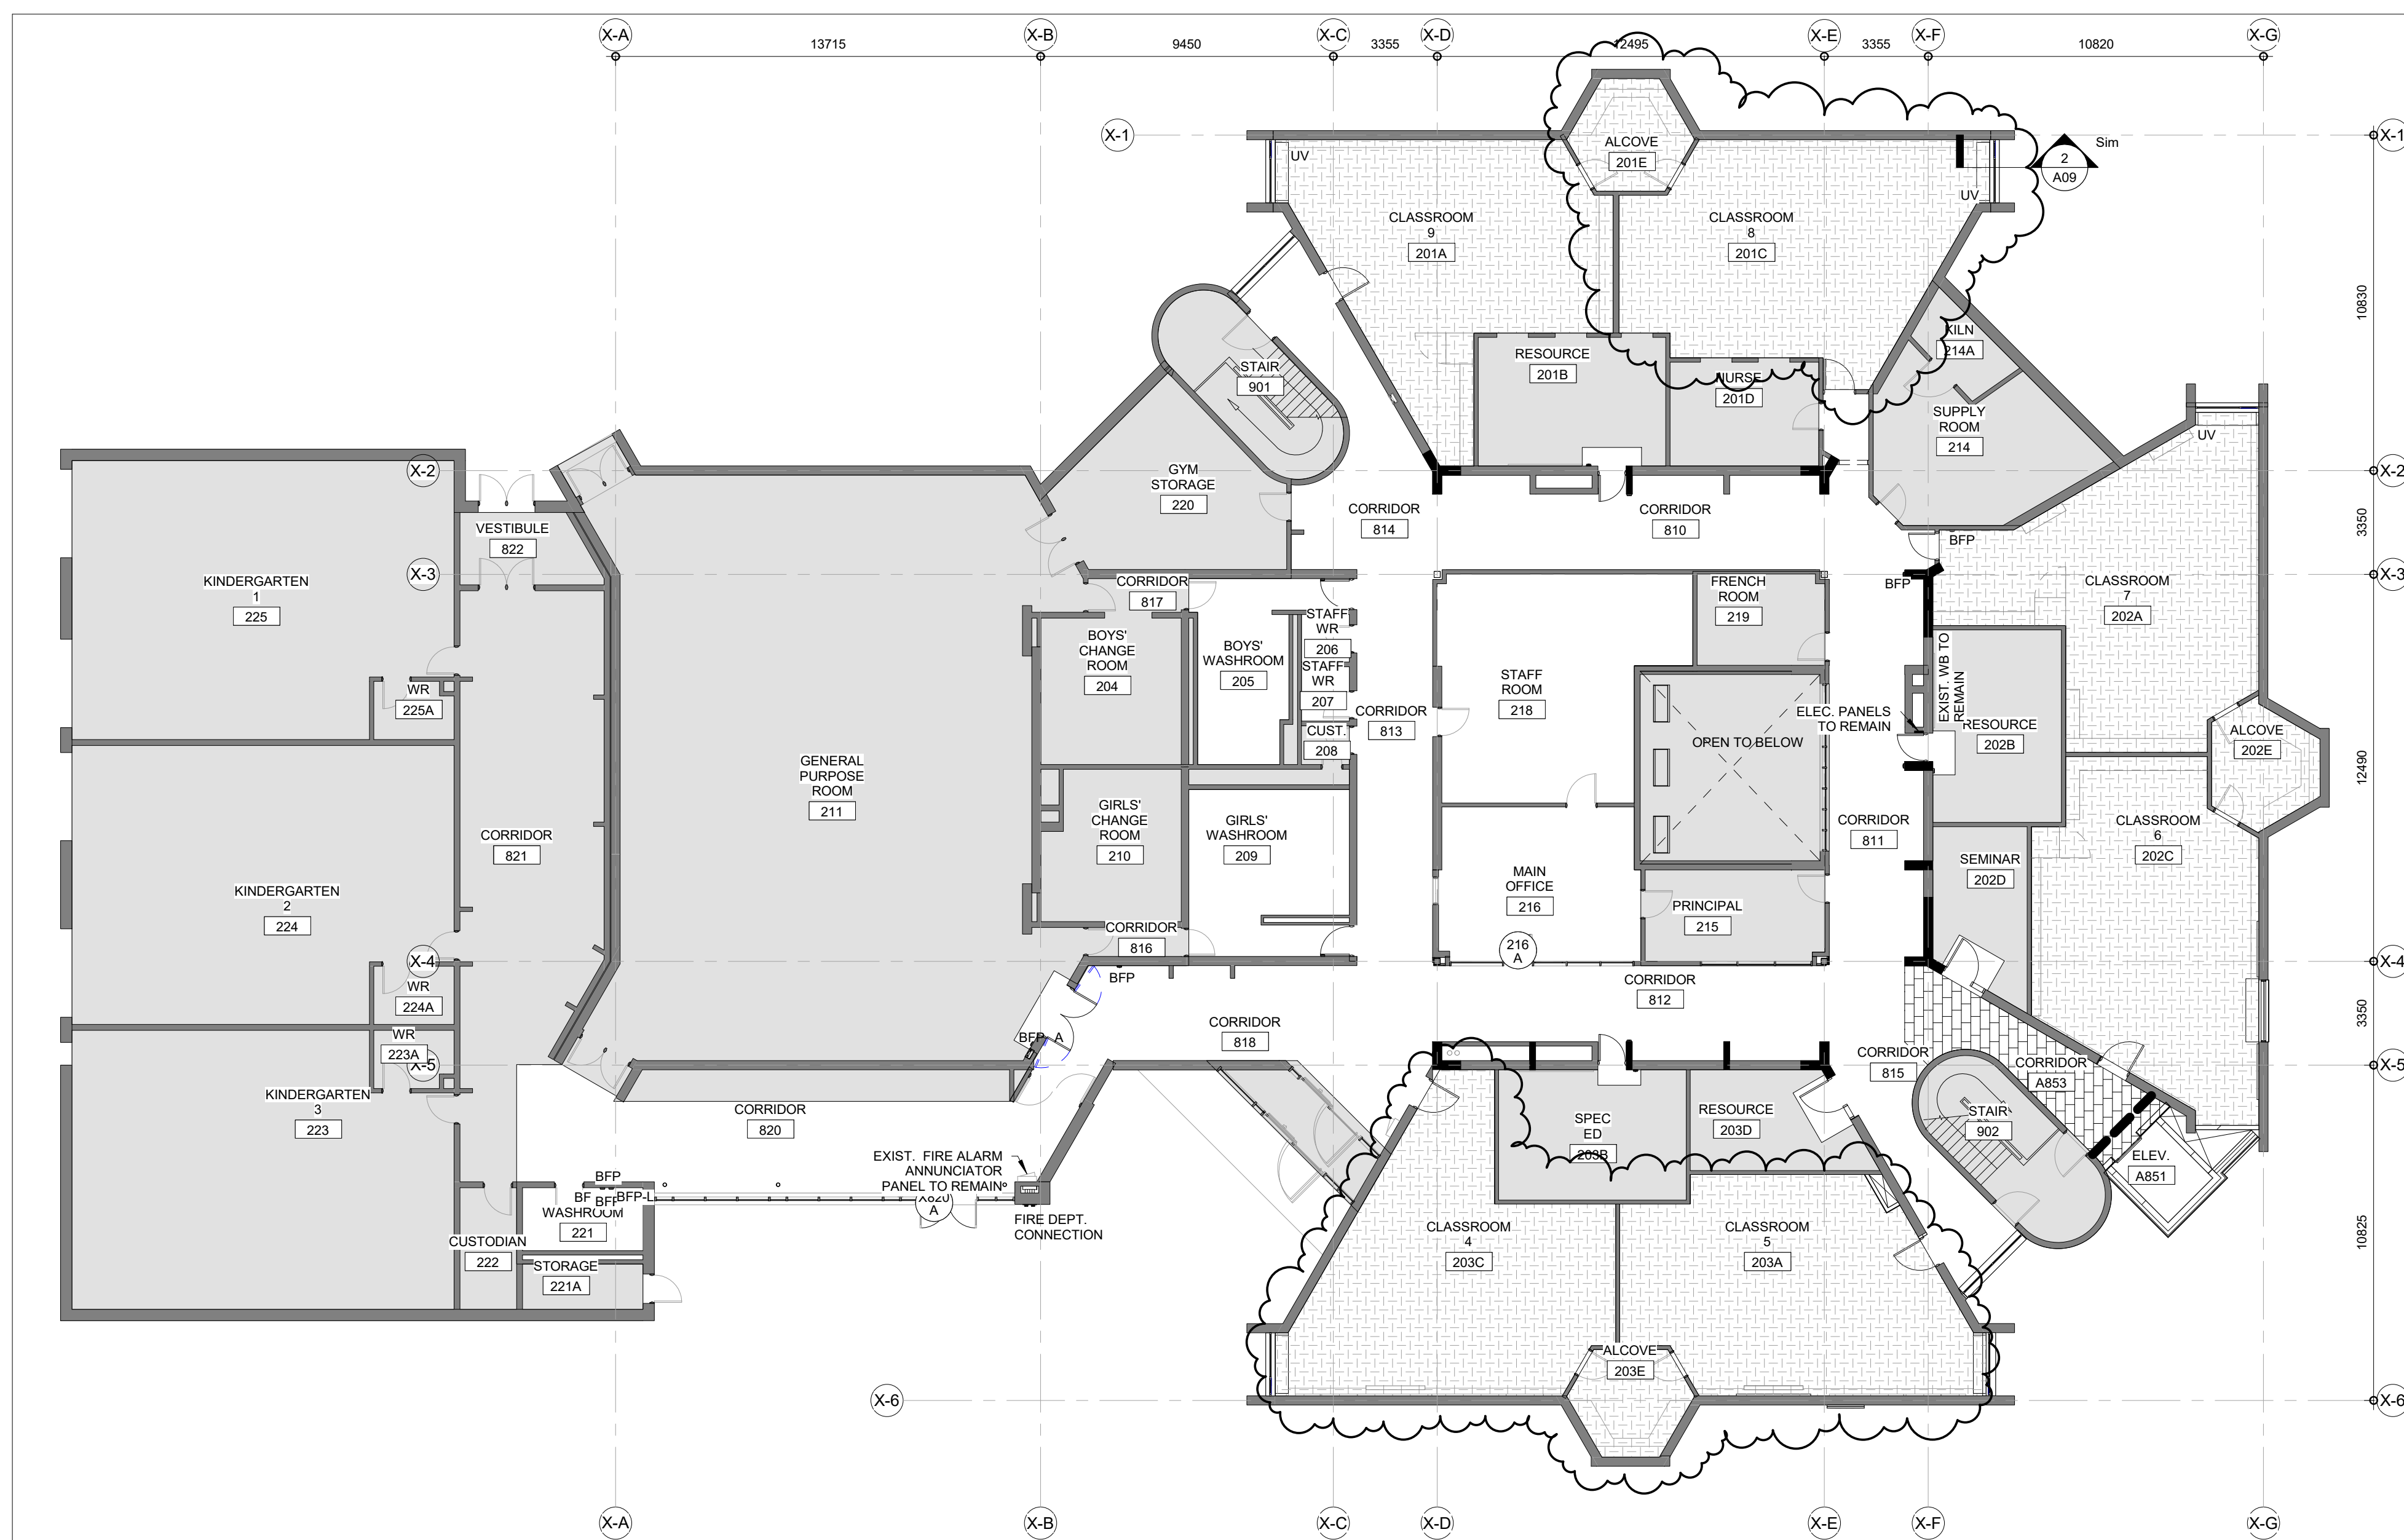 X-A
X-B
X-C
X-D
X-E
X-F
X-G
13715
9450
3355
12495
3355
10820
X-1
X-1
ALCOVE
201E
UV
2
A09
Sim
UV
CLASSROOM
9
201A
CLASSROOM
8
201C
10830
KILN
214A
STAIR
901
RESOURCE
201B
NURSE
201D
SUPPLY
ROOM
214
UV
X-2
X-2
GYM
STORAGE
220
CORRIDOR
814
CORRIDOR
810
3350
VESTIBULE
822
BFP
X-3
X-3
KINDERGARTEN
1
225
CORRIDOR
817
FRENCH
ROOM
219
BFP
CLASSROOM
7
202A
BOYS'
CHANGE
ROOM
204
BOYS'
WASHROOM
205
STAFF
WR
206
STAFF
WR
207
STAFF
ROOM
218
WR
225A
CORRIDOR
813
CUST.
208
ELEC. PANELS
TO REMAIN
EXIST. WB TO
REMAIN
RESOURCE
202B
ALCOVE
202E
OPEN TO BELOW
12490
GENERAL
PURPOSE
ROOM
211
GIRLS'
CHANGE
ROOM
210
GIRLS'
WASHROOM
209
CORRIDOR
811
CLASSROOM
6
202C
CORRIDOR
821
SEMINAR
202D
MAIN
OFFICE
216
KINDERGARTEN
2
224
PRINCIPAL
215
CORRIDOR
816
216
A
X-4
X-4
BFP
WR
224A
CORRIDOR
812
3350
CORRIDOR
818
WR
223A
BFP
A
CORRIDOR
815
X-5
X-5
CORRIDOR
A853
KINDERGARTEN
3
223
CORRIDOR
820
SPEC
ED
203B
RESOURCE
203D
STAIR
902
EXIST. FIRE ALARM
ANNUNCIATOR
PANEL TO REMAIN
ELEV.
A851
BFP
BF
BFP
BFP-L
X820
A
WASHROOM
221
FIRE DEPT.
CONNECTION
CLASSROOM
4
203C
CLASSROOM
5
203A
10825
CUSTODIAN
222
STORAGE
221A
ALCOVE
203E
X-6
X-6
X-A
X-B
X-C
X-D
X-E
X-F
X-G